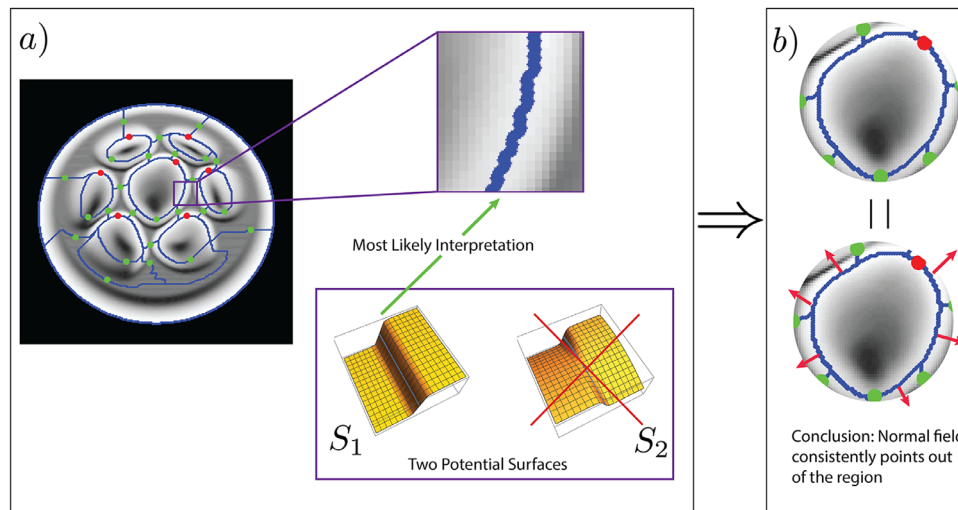 a)
Most Likely Interpretation
S1
S2
Two Potential Surfaces
⇒
b)
||
Conclusion: Normal field
consistently points out
of the region